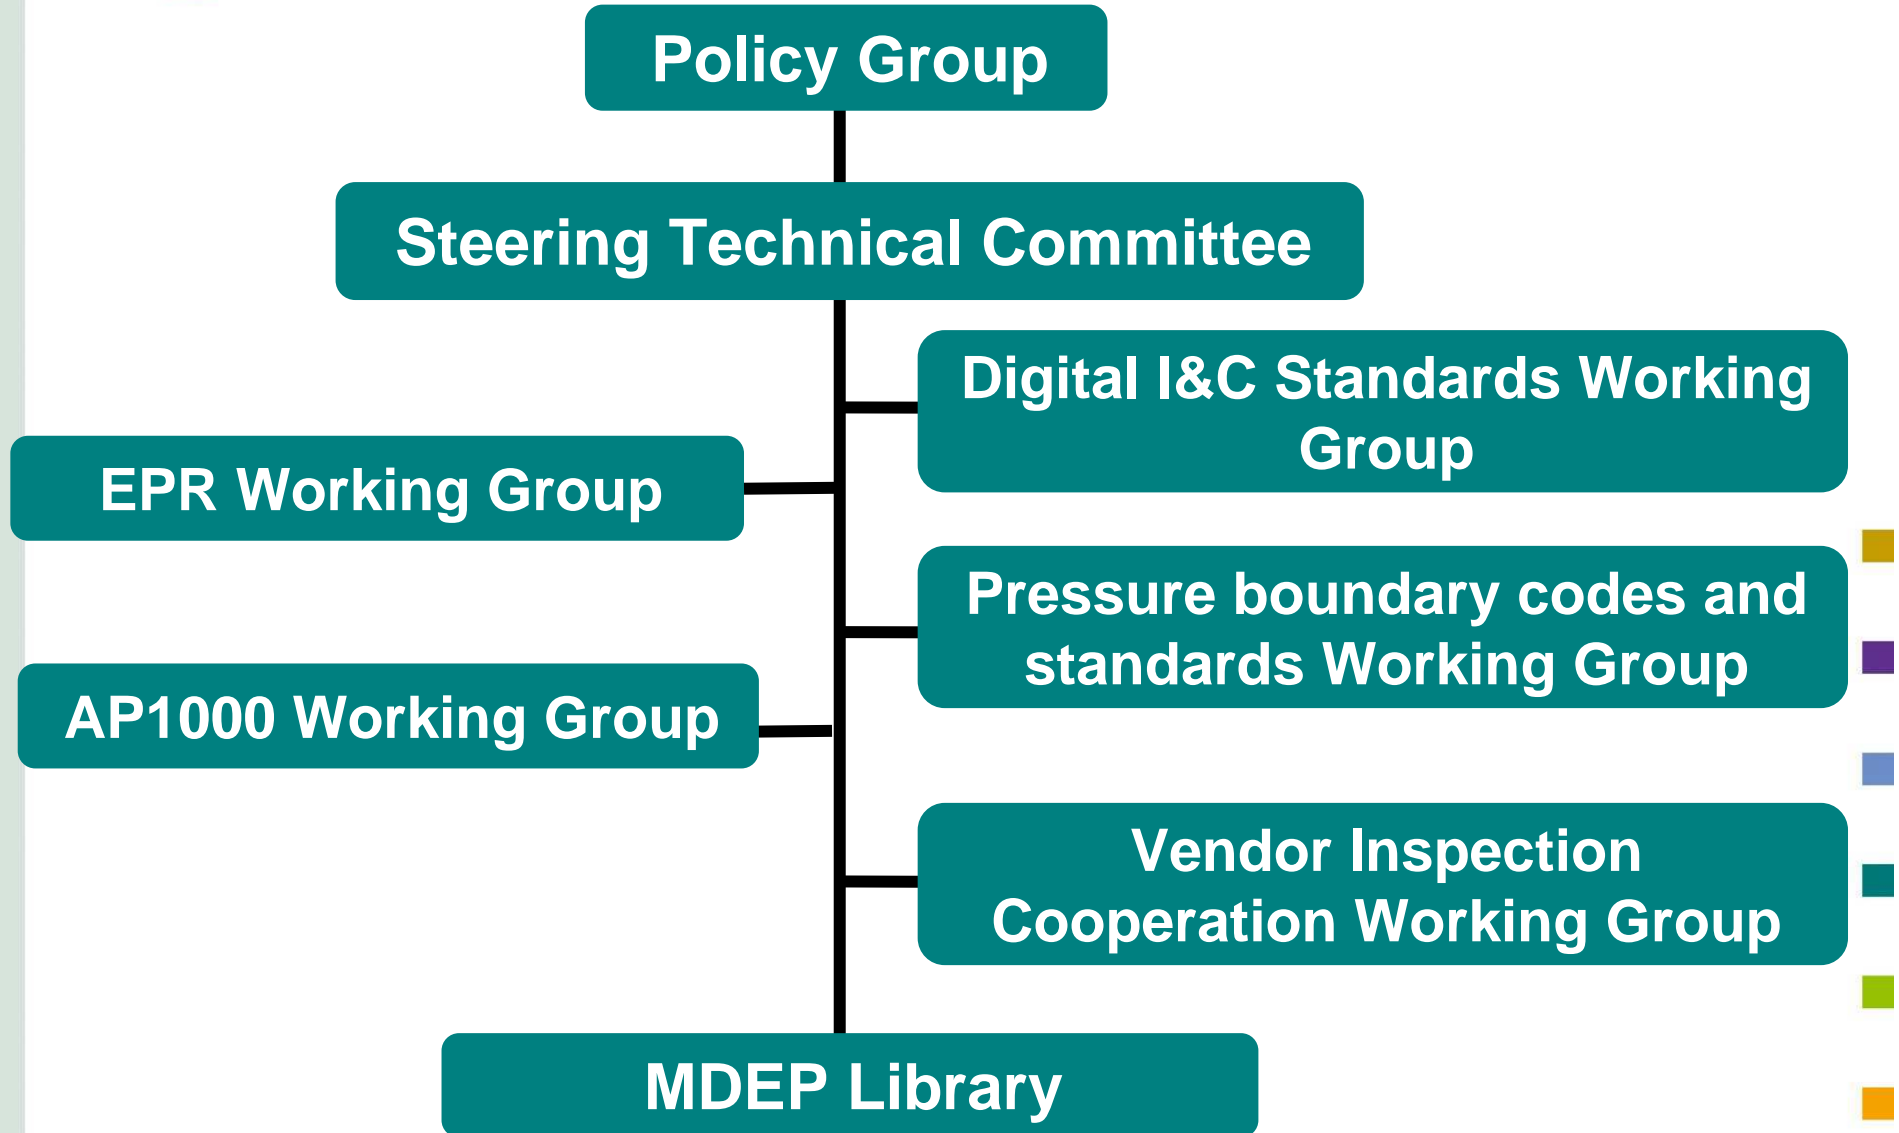 Policy Group
Steering Technical Committee
Digital I&C Standards Working
Group
EPR Working Group
Pressure boundary codes and
standards Working Group
AP1000 Working Group
Vendor Inspection
Cooperation Working Group
MDEP Library